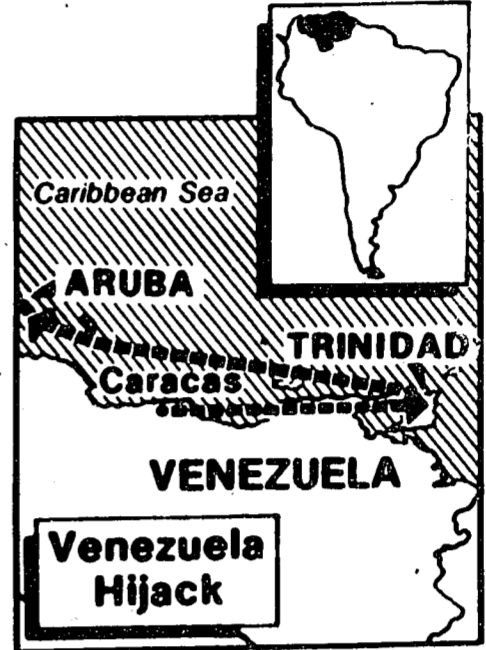 Caribbean Sea
ARUBA
TRINIDAD
Caracas
VENEZUELA
Venezuela
Hijack